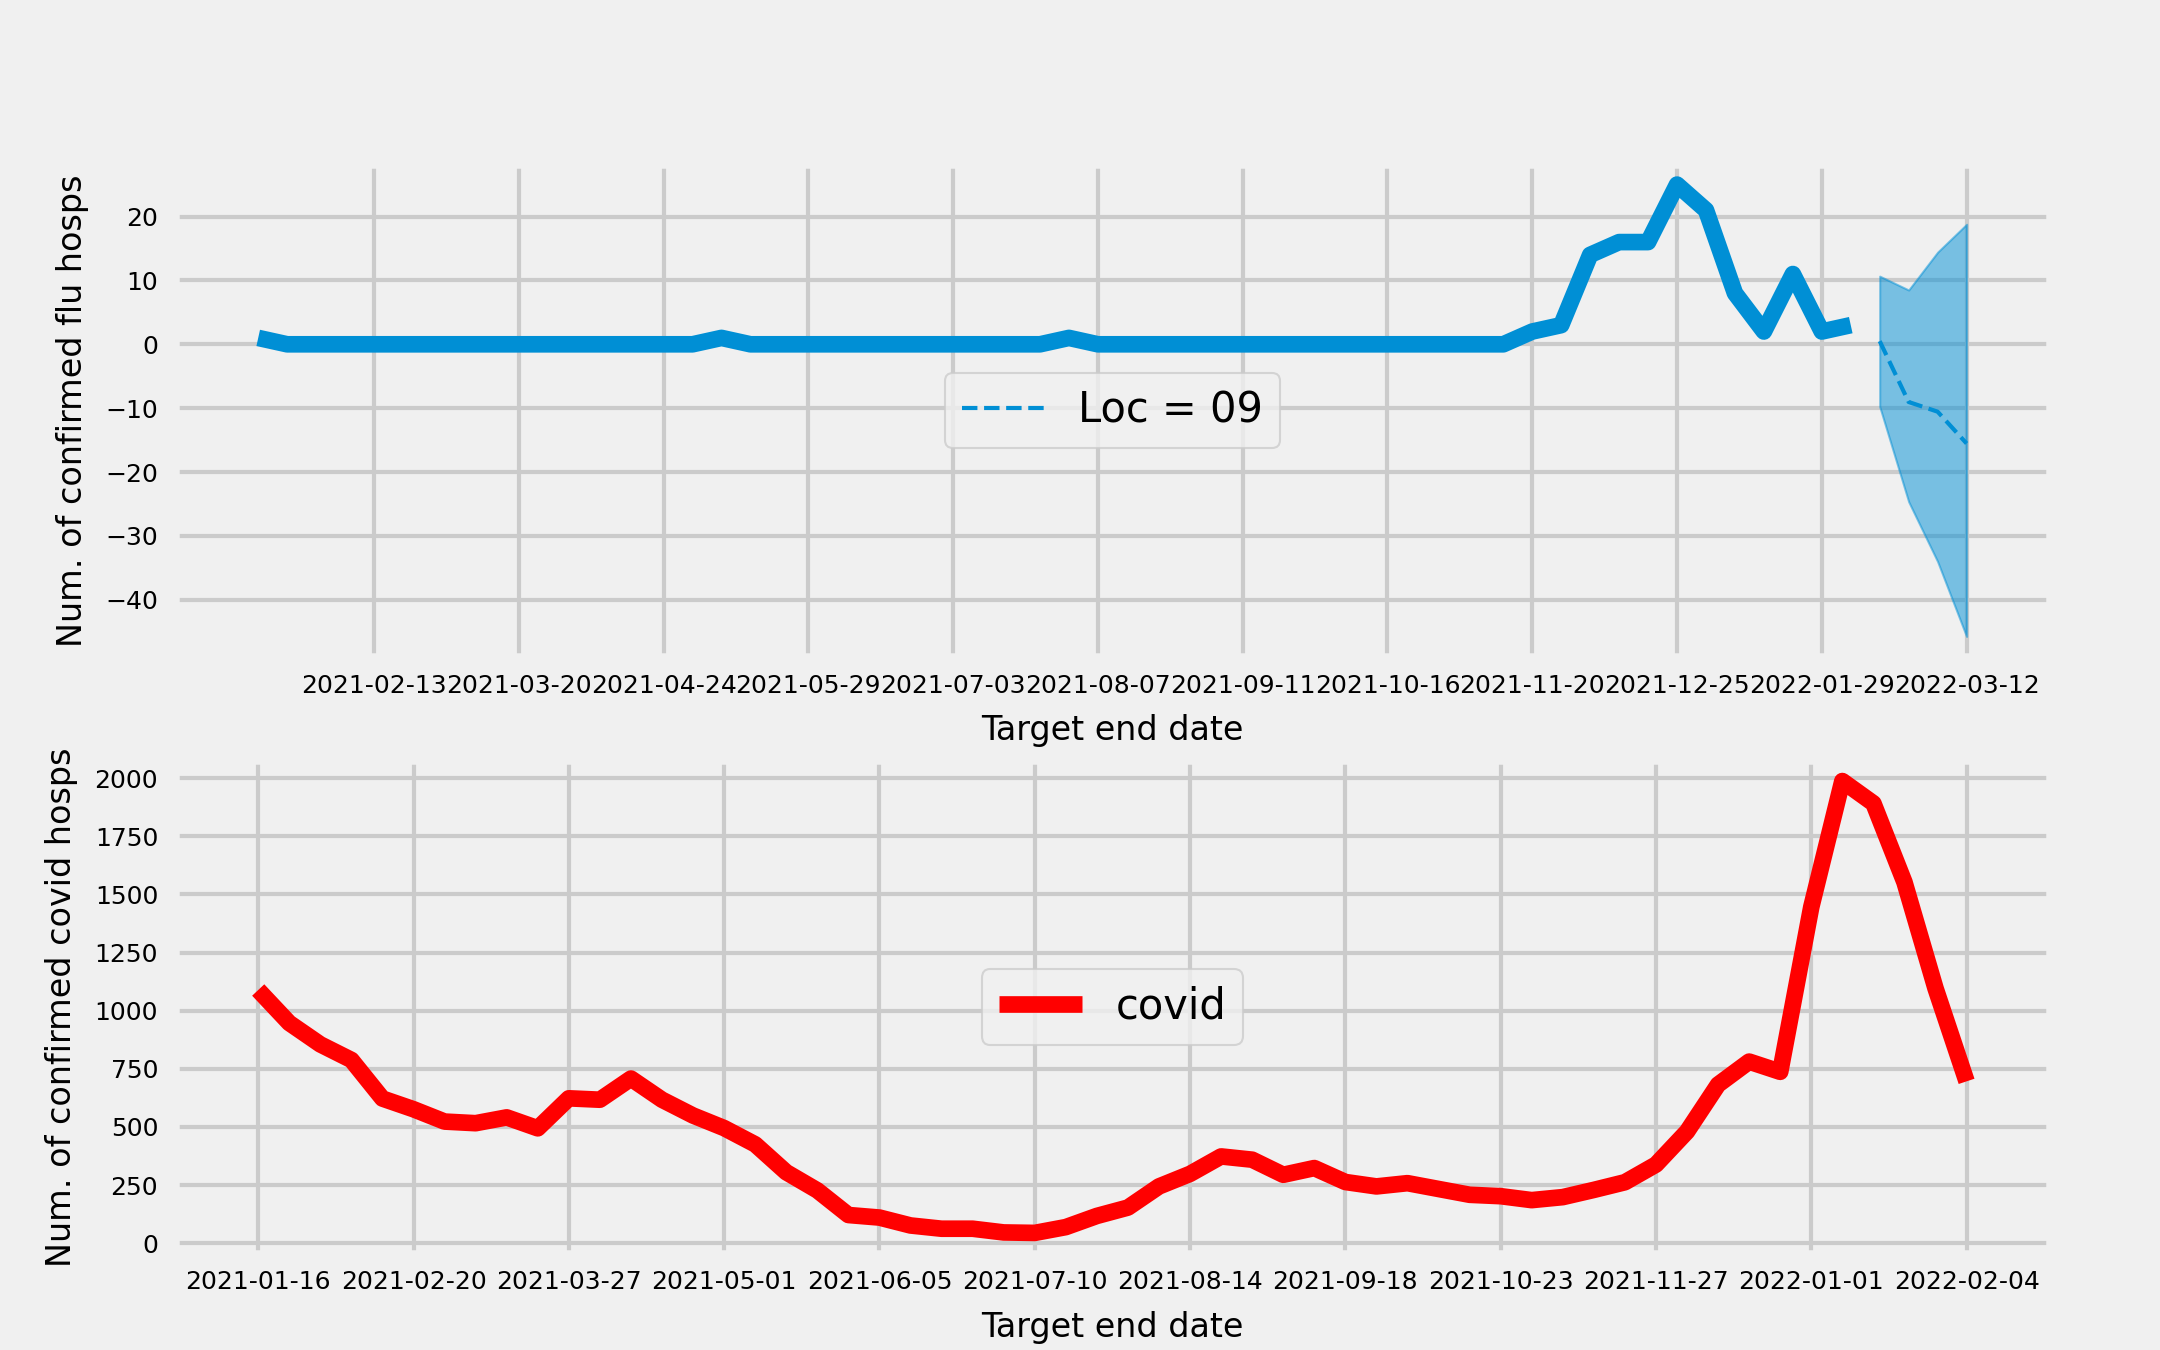 Num. of confirmed flu hosps
20
10
0
−10
−20
−30
−40
Loc = 09
2021-02-13 2021-03-20 2021-04-24 2021-05-29 2021-07-03 2021-08-07 2021-09-11 2021-10-16 2021-11-20 2021-12-25 2022-01-29 2022-03-12
Target end date
Num. of confirmed covid hosps
2000
1750
1500
1250
1000
750
500
250
0
covid
2021-01-16 2021-02-20 2021-03-27 2021-05-01 2021-06-05 2021-07-10 2021-08-14 2021-09-18 2021-10-23 2021-11-27 2022-01-01 2022-02-04
Target end date